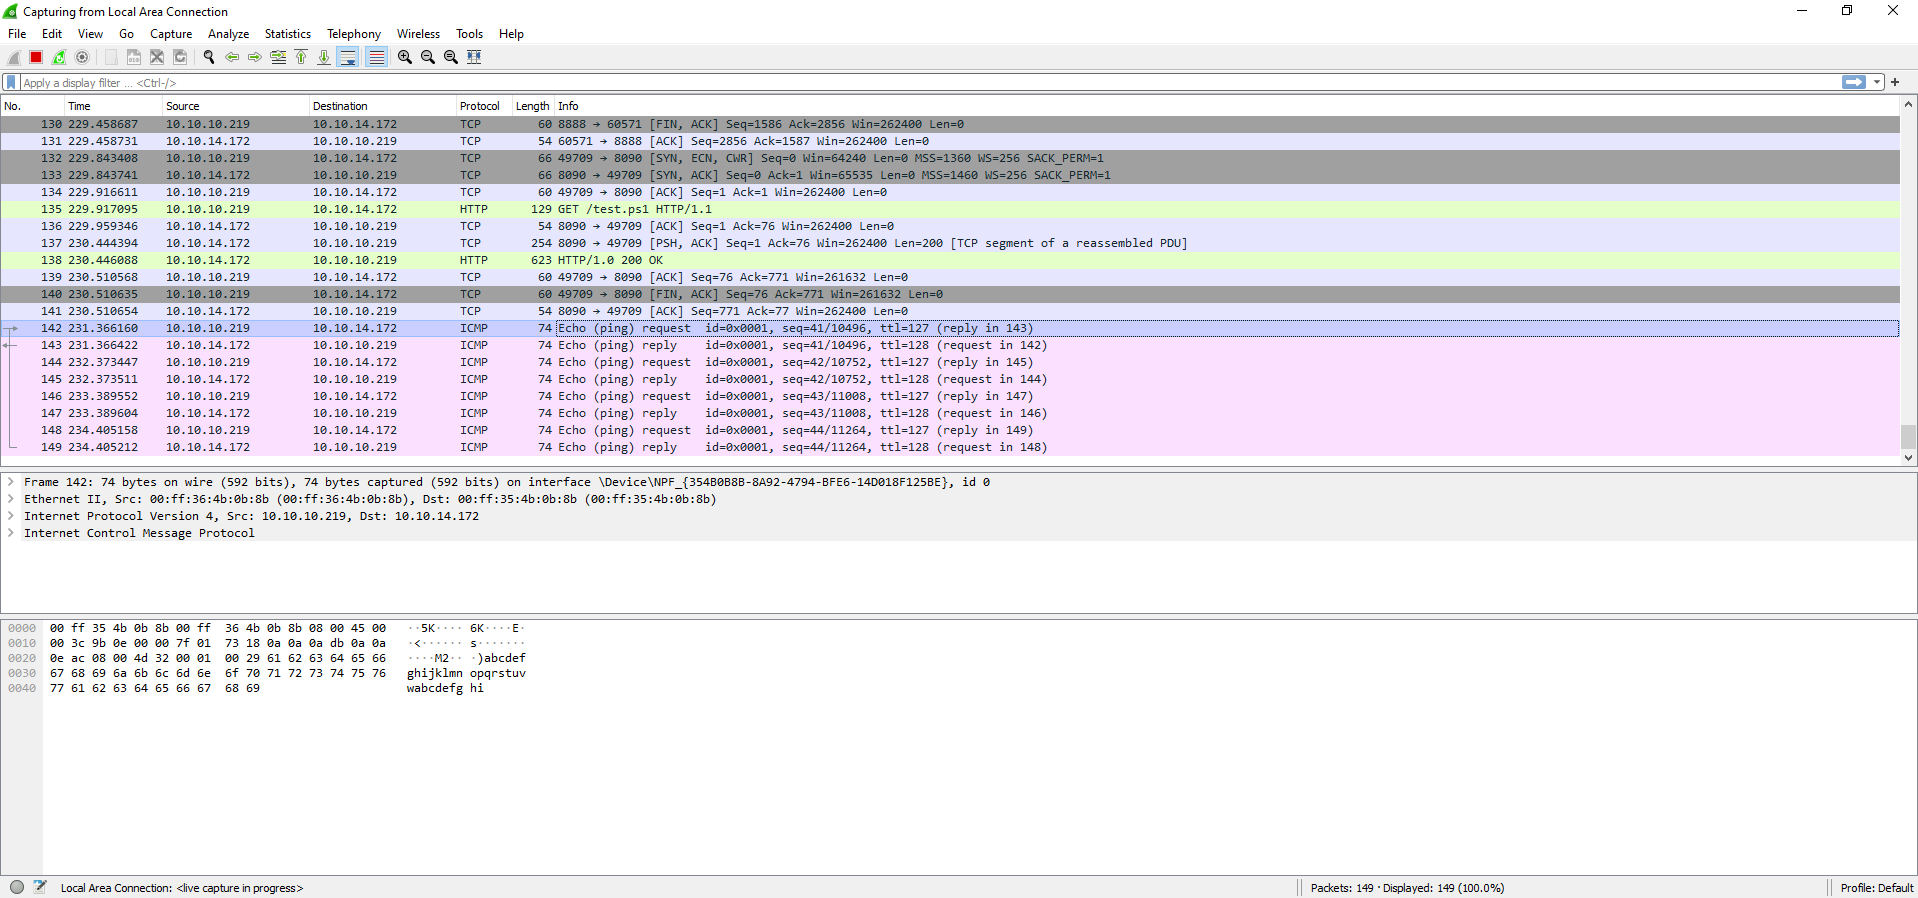 Capturing from Local Area Connection
File Edit View Go Capture Analyze Statistics Telephony Wireless Tools Help
Apply a display filter ... <Ctrl-/>
No. Time Source Destination Protocol Length Info
130 229.458687 10.10.10.219 10.10.14.172 TCP 60 8888 → 60571 [FIN, ACK] Seq=1586 Ack=2856 Win=262400 Len=0
131 229.458731 10.10.14.172 10.10.10.219 TCP 54 60571 → 8888 [ACK] Seq=2856 Ack=1587 Win=262400 Len=0
132 229.843408 10.10.10.219 10.10.14.172 TCP 66 49709 → 8090 [SYN, ECN, CWR] Seq=0 Win=64240 Len=0 MSS=1360 WS=256 SACK_PERM=1
133 229.843741 10.10.14.172 10.10.10.219 TCP 66 8090 → 49709 [SYN, ACK] Seq=0 Ack=1 Win=65535 Len=0 MSS=1460 WS=256 SACK_PERM=1
134 229.916611 10.10.10.219 10.10.14.172 TCP 60 49709 → 8090 [ACK] Seq=1 Ack=1 Win=262400 Len=0
135 229.917095 10.10.10.219 10.10.14.172 HTTP 129 GET /test.ps1 HTTP/1.1
136 229.959346 10.10.14.172 10.10.10.219 TCP 54 8090 → 49709 [ACK] Seq=1 Ack=76 Win=262400 Len=0
137 230.444394 10.10.14.172 10.10.10.219 TCP 254 8090 → 49709 [PSH, ACK] Seq=1 Ack=76 Win=262400 Len=200 [TCP segment of a reassembled PDU]
138 230.446088 10.10.14.172 10.10.10.219 HTTP 623 HTTP/1.0 200 OK
139 230.510568 10.10.10.219 10.10.14.172 TCP 60 49709 → 8090 [ACK] Seq=76 Ack=771 Win=261632 Len=0
140 230.510635 10.10.10.219 10.10.14.172 TCP 60 49709 → 8090 [FIN, ACK] Seq=76 Ack=771 Win=261632 Len=0
141 230.510654 10.10.14.172 10.10.10.219 TCP 54 8090 → 49709 [ACK] Seq=771 Ack=77 Win=262400 Len=0
142 231.366160 10.10.10.219 10.10.14.172 ICMP 74 Echo (ping) request id=0x0001, seq=41/10496, ttl=127 (reply in 143)
143 231.366422 10.10.14.172 10.10.10.219 ICMP 74 Echo (ping) reply id=0x0001, seq=41/10496, ttl=128 (request in 142)
144 232.373447 10.10.10.219 10.10.14.172 ICMP 74 Echo (ping) request id=0x0001, seq=42/10752, ttl=127 (reply in 145)
145 232.373511 10.10.14.172 10.10.10.219 ICMP 74 Echo (ping) reply id=0x0001, seq=42/10752, ttl=128 (request in 144)
146 233.389552 10.10.10.219 10.10.14.172 ICMP 74 Echo (ping) request id=0x0001, seq=43/11008, ttl=127 (reply in 147)
147 233.389604 10.10.14.172 10.10.10.219 ICMP 74 Echo (ping) reply id=0x0001, seq=43/11008, ttl=128 (request in 146)
148 234.405158 10.10.10.219 10.10.14.172 ICMP 74 Echo (ping) request id=0x0001, seq=44/11264, ttl=127 (reply in 149)
149 234.405212 10.10.14.172 10.10.10.219 ICMP 74 Echo (ping) reply id=0x0001, seq=44/11264, ttl=128 (request in 148)
Frame 142: 74 bytes on wire (592 bits), 74 bytes captured (592 bits) on interface \Device\NPF_{354B0B8B-8A92-4794-BFE6-14D018F125BE}, id 0
Ethernet II, Src: 00:ff:36:4b:0b:8b (00:ff:36:4b:0b:8b), Dst: 00:ff:35:4b:0b:8b (00:ff:35:4b:0b:8b)
Internet Protocol Version 4, Src: 10.10.10.219, Dst: 10.10.14.172
Internet Control Message Protocol
0000 00 ff 35 4b 0b 8b 00 ff 36 4b 0b 8b 08 00 45 00 ··5K···· 6K····E·
0010 00 3c 9b 0e 00 00 7f 01 73 18 0a 0a 0a db 0a 0a ·<······ s·······
0020 0e ac 08 00 4d 32 00 01 00 29 61 62 63 64 65 66 ····M2·· ·)abcdef
0030 67 68 69 6a 6b 6c 6d 6e 6f 70 71 72 73 74 75 76 ghijklmn opqrstuv
0040 77 61 62 63 64 65 66 67 68 69 wabcdefg hi
Local Area Connection: <live capture in progress> Packets: 149 · Displayed: 149 (100.0%) Profile: Default